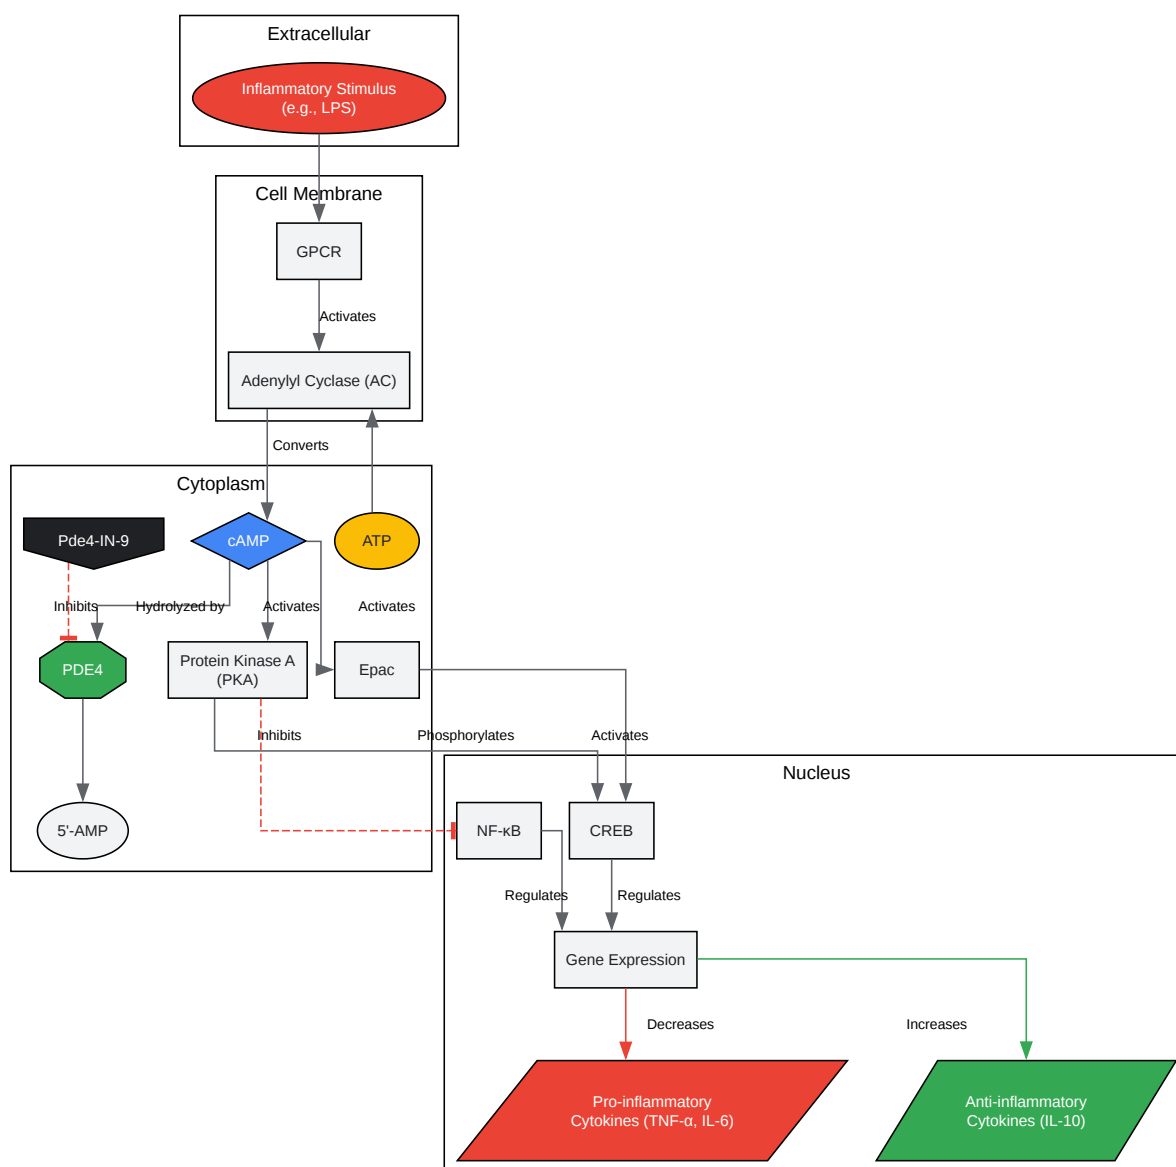 Extracellular
Inflammatory Stimulus
(e.g., LPS)
Cell Membrane
GPCR
Activates
Adenylyl Cyclase (AC)
Converts
Cytoplasm
Pde4-IN-9
cAMP
ATP
Inhibits
Hydrolyzed by
Activates
Activates
PDE4
Protein Kinase A
(PKA)
Epac
Inhibits
Phosphorylates
Activates
Nucleus
5'-AMP
NF-κB
CREB
Regulates
Regulates
Gene Expression
Decreases
Increases
Pro-inflammatory
Cytokines (TNF-α, IL-6)
Anti-inflammatory
Cytokines (IL-10)